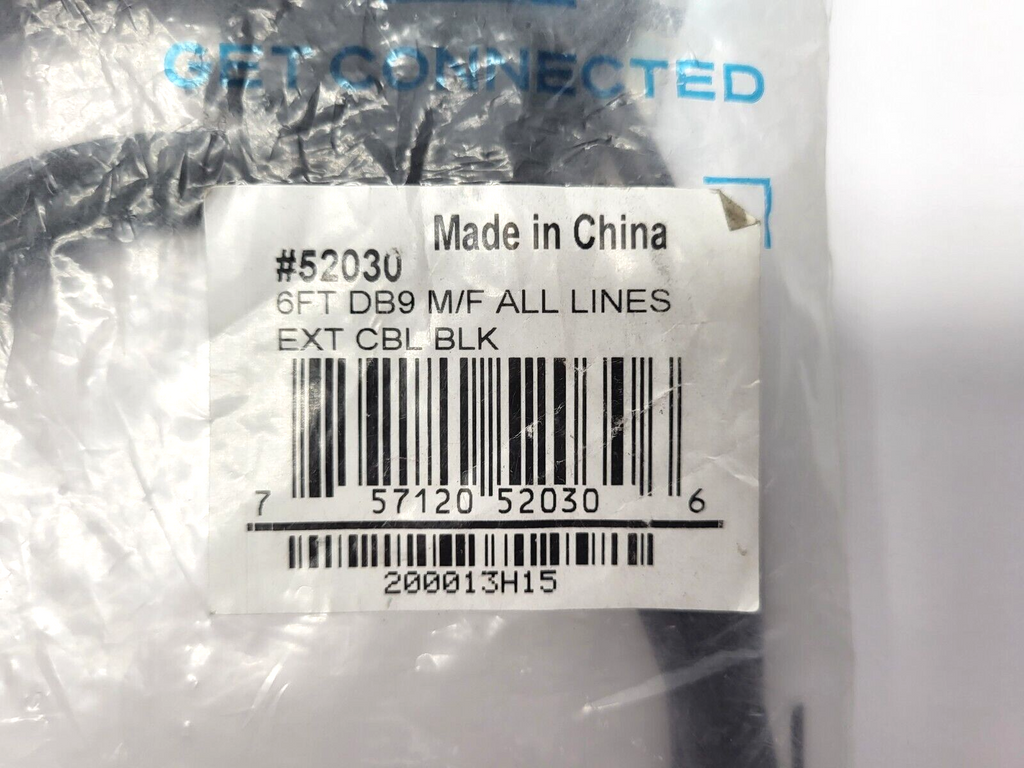 GET CONNECTED
Made in China
#52030
6FT DB9 M/F ALL LINES
EXT CBL BLK
7 57120 52030 6
200013H15